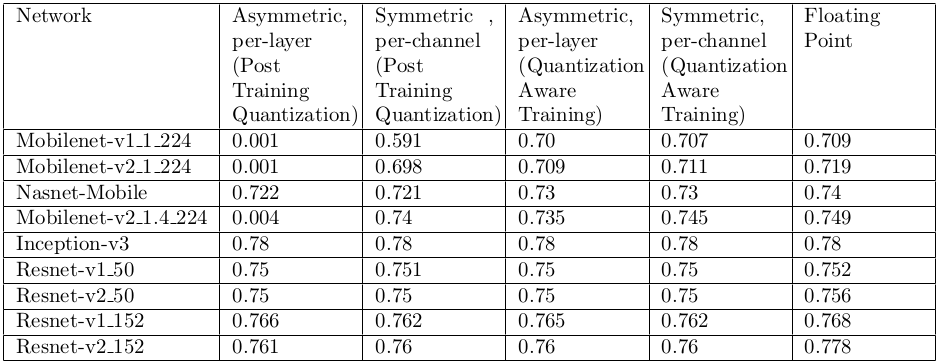 Network Asymmetric, Symmetric , Asymmetric, Symmetric, Floating
per-layer per-channel per-layer per-channel Point
(Post (Post (Quantization (Quantization
Training Training Aware Aware
Quantization) Quantization) Training) Training)
Mobilenet-v1_1_224 0.001 0.591 0.70 0.707 0.709
Mobilenet-v2_1_224 0.001 0.698 0.709 0.711 0.719
Nasnet-Mobile 0.722 0.721 0.73 0.73 0.74
Mobilenet-v2_1.4_224 0.004 0.74 0.735 0.745 0.749
Inception-v3 0.78 0.78 0.78 0.78 0.78
Resnet-v1_50 0.75 0.751 0.75 0.75 0.752
Resnet-v2_50 0.75 0.75 0.75 0.75 0.756
Resnet-v1_152 0.766 0.762 0.765 0.762 0.768
Resnet-v2_152 0.761 0.76 0.76 0.76 0.778